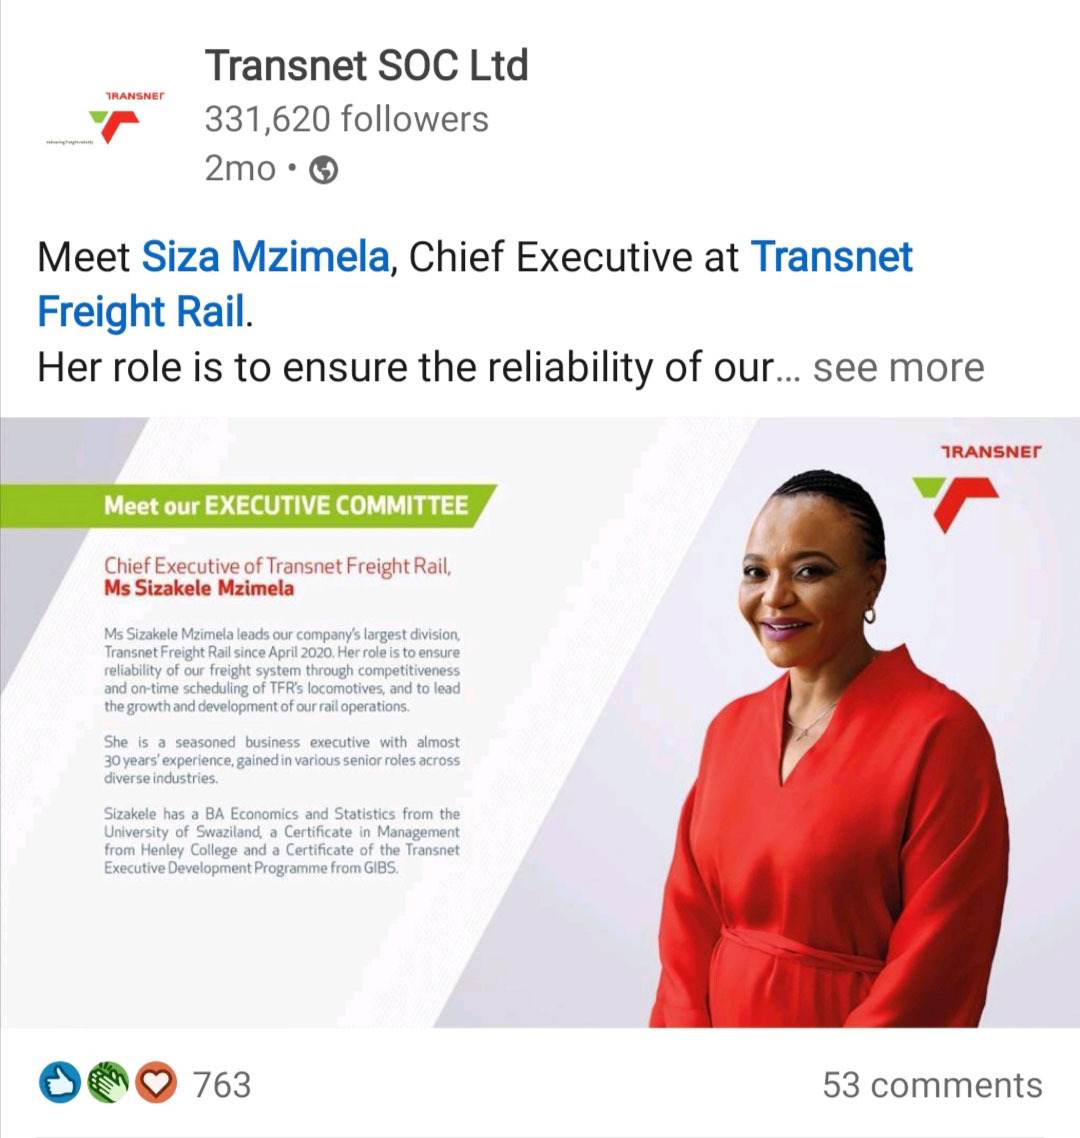 TRANSNET
Transnet SOC Ltd
331,620 followers
2mo •
Meet Siza Mzimela, Chief Executive at Transnet
Freight Rail.
Her role is to ensure the reliability of our... see more
TRANSNET
Meet our EXECUTIVE COMMITTEE
Chief Executive of Transnet Freight Rail,
Ms Sizakele Mzimela
Ms Sizakele Mzimela leads our company's largest division,
Transnet Freight Rail since April 2020. Her role is to ensure
reliability of our freight system through competitiveness
and on-time scheduling of TFR's locomotives, and to lead
the growth and development of our rail operations.
She is a seasoned business executive with almost
30 years' experience, gained in various senior roles across
diverse industries.
Sizakele has a BA Economics and Statistics from the
University of Swaziland, a Certificate in Management
from Henley College and a Certificate of the Transnet
Executive Development Programme from GIBS.
763
53 comments